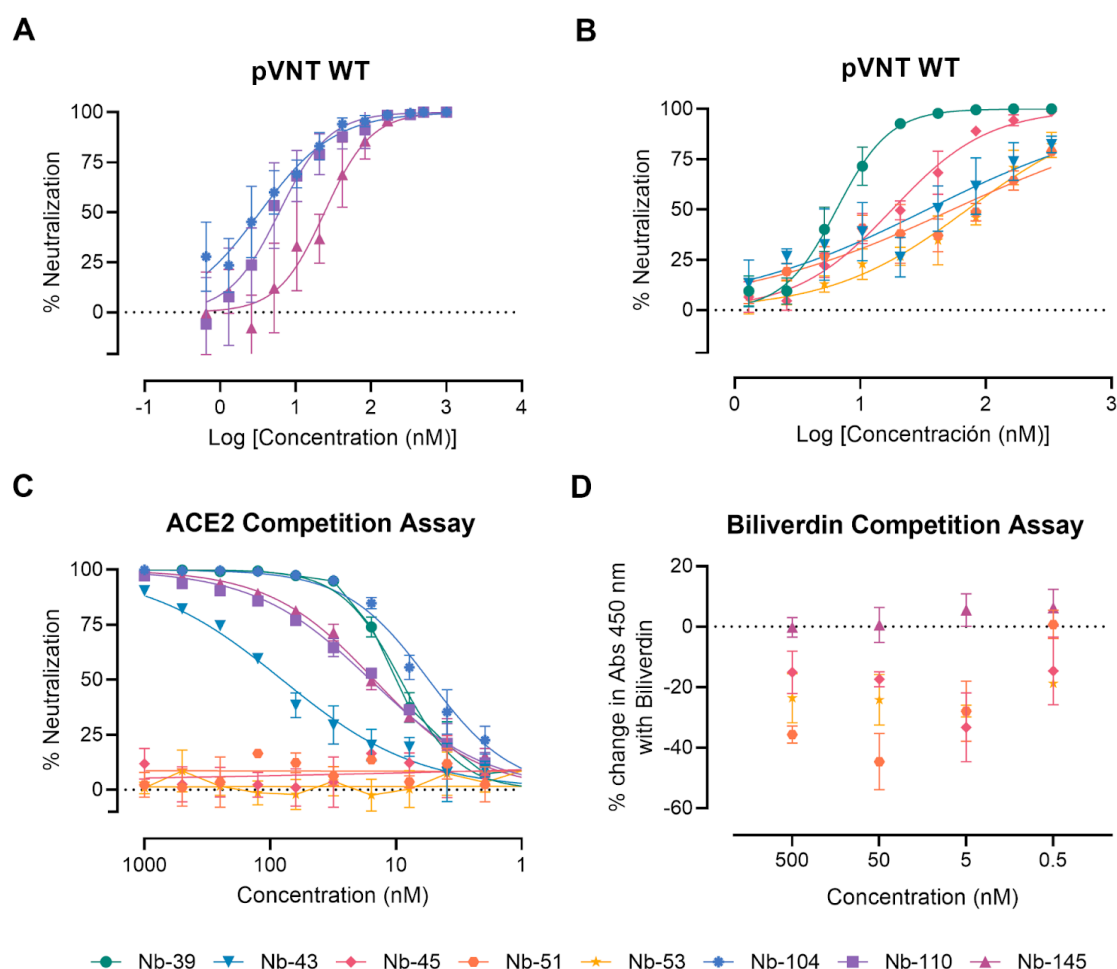 A
pVNT WT
% Neutralization
100
75
50
25
0
-1 0 1 2 3 4
Log [Concentration (nM)]
B
pVNT WT
% Neutralization
100
75
50
25
0
0 1 2 3
Log [Concentración (nM)]
C
ACE2 Competition Assay
% Neutralization
100
75
50
25
0
1000 100 10 1
Concentration (nM)
D
Biliverdin Competition Assay
% change in Abs 450 nm
with Biliverdin
20
0
-20
-40
-60
500 50 5 0.5
Concentration (nM)
Nb-39 Nb-43 Nb-45 Nb-51 Nb-53 Nb-104 Nb-110 Nb-145